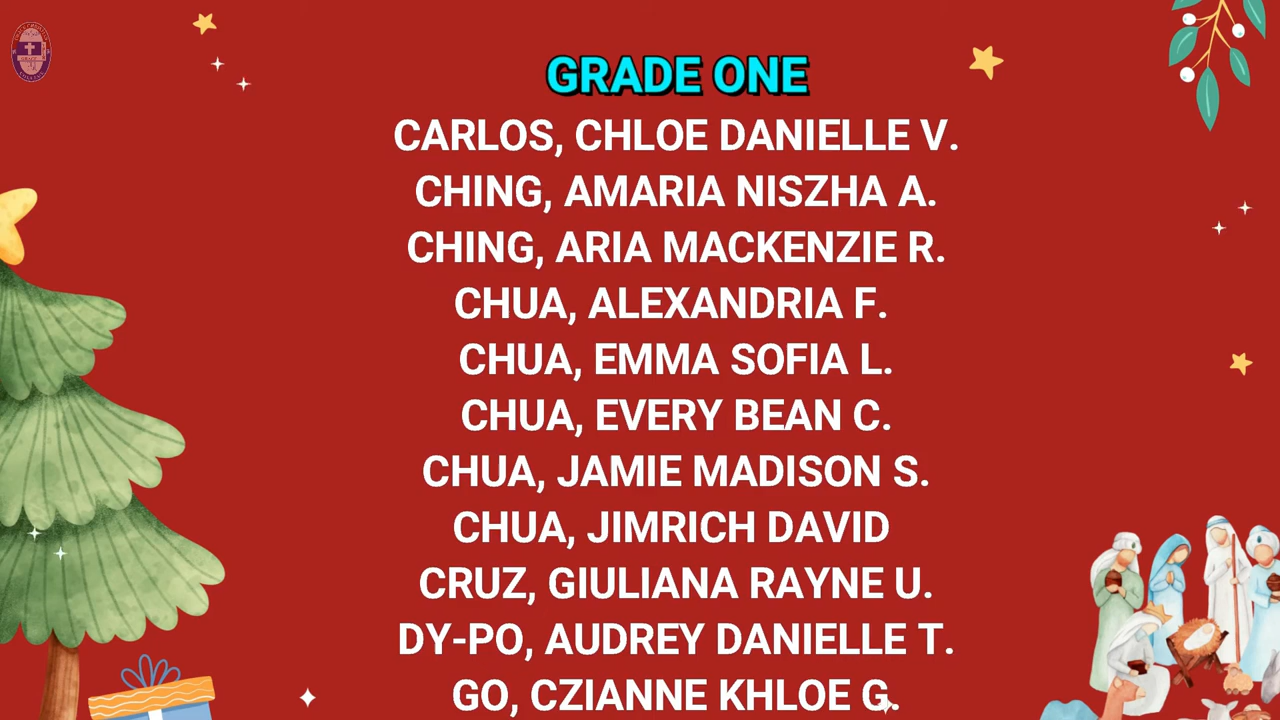 GRADE ONE
CARLOS, CHLOE DANIELLE V.
CHING, AMARIA NISZHA A.
CHING, ARIA MACKENZIE R.
CHUA, ALEXANDRIA F.
CHUA, EMMA SOFIA L.
CHUA, EVERY BEAN C.
CHUA, JAMIE MADISON S.
CHUA, JIMRICH DAVID
CRUZ, GIULIANA RAYNE U.
DY-PO, AUDREY DANIELLE T.
GO, CZIANNE KHLOE G.